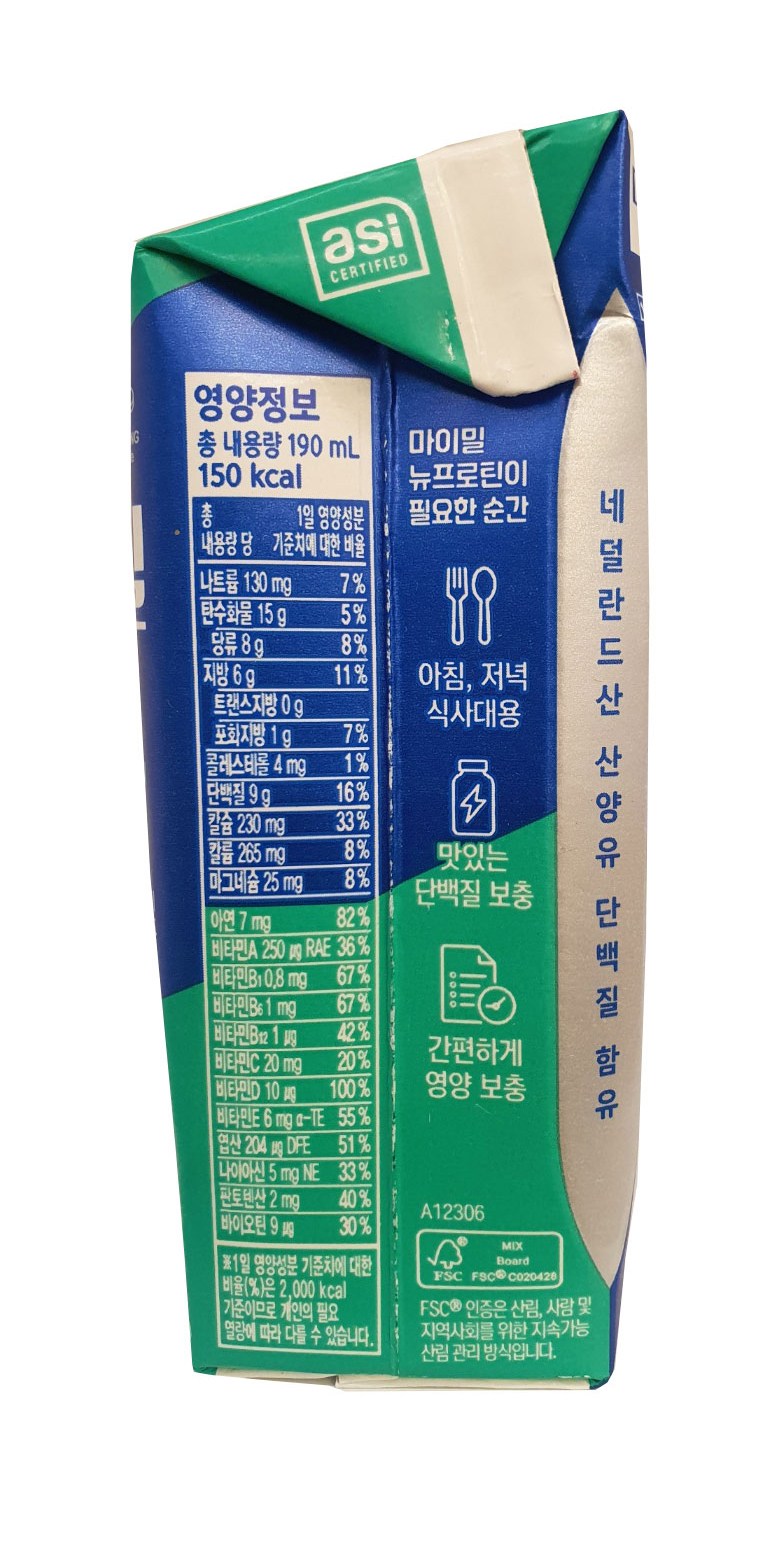 asi
CERTIFIED
영양정보
총 내용량 190 mL
150 kcal
총 내용량 당 1일 영양성분 기준치에 대한 비율
나트륨 130 mg 7%
탄수화물 15 g 5%
당류 8 g 8%
지방 6 g 11%
트랜스지방 0 g
포화지방 1 g 7%
콜레스테롤 4 mg 1%
단백질 9 g 16%
칼슘 230 mg 33%
칼륨 265 mg 8%
마그네슘 25 mg 8%
아연 7 mg 82%
비타민A 250 μg RAE 36%
비타민B1 0,8 mg 67%
비타민B6 1 mg 67%
비타민B12 1 μg 42%
비타민C 20 mg 20%
비타민D 10 μg 100%
비타민E 6 mg α-TE 55%
엽산 204 μg DFE 51%
나이아신 5 mg NE 33%
판토텐산 2 mg 40%
바이오틴 9 μg 30%
※1일 영양성분 기준치에 대한
비율(%)은 2,000 kcal
기준이므로 개인의 필요
열량에 따라 다를 수 있습니다.
마이밀
뉴프로틴이
필요한 순간
아침, 저녁
식사대용
맛있는
단백질 보충
간편하게
영양 보충
A12306
FSC
MIX
Board
FSC® C020428
FSC® 인증은 산림, 사람 및
지역사회를 위한 지속가능
산림 관리 방식입니다.
네덜란드산 산양유 단백질 함유